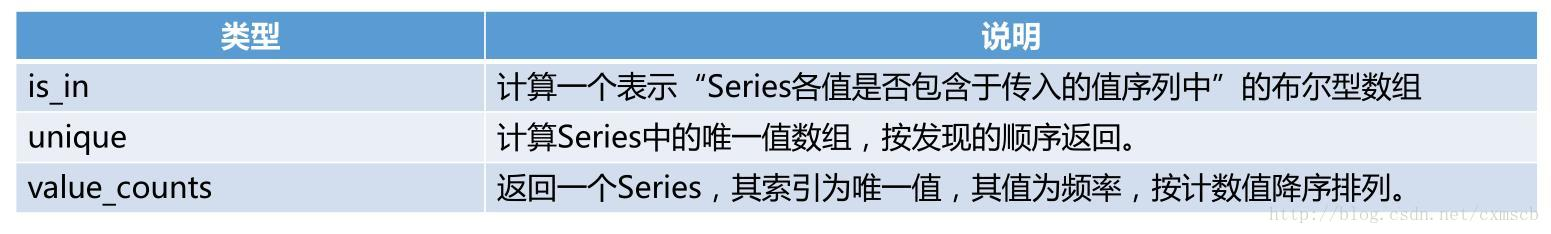 类型 说明
is_in 计算一个表示“Series各值是否包含于传入的值序列中”的布尔型数组
unique 计算Series中的唯一值数组，按发现的顺序返回。
value_counts 返回一个Series，其索引为唯一值，其值为频率，按计数值降序排列。
http://blog.csdn.net/cxmscb